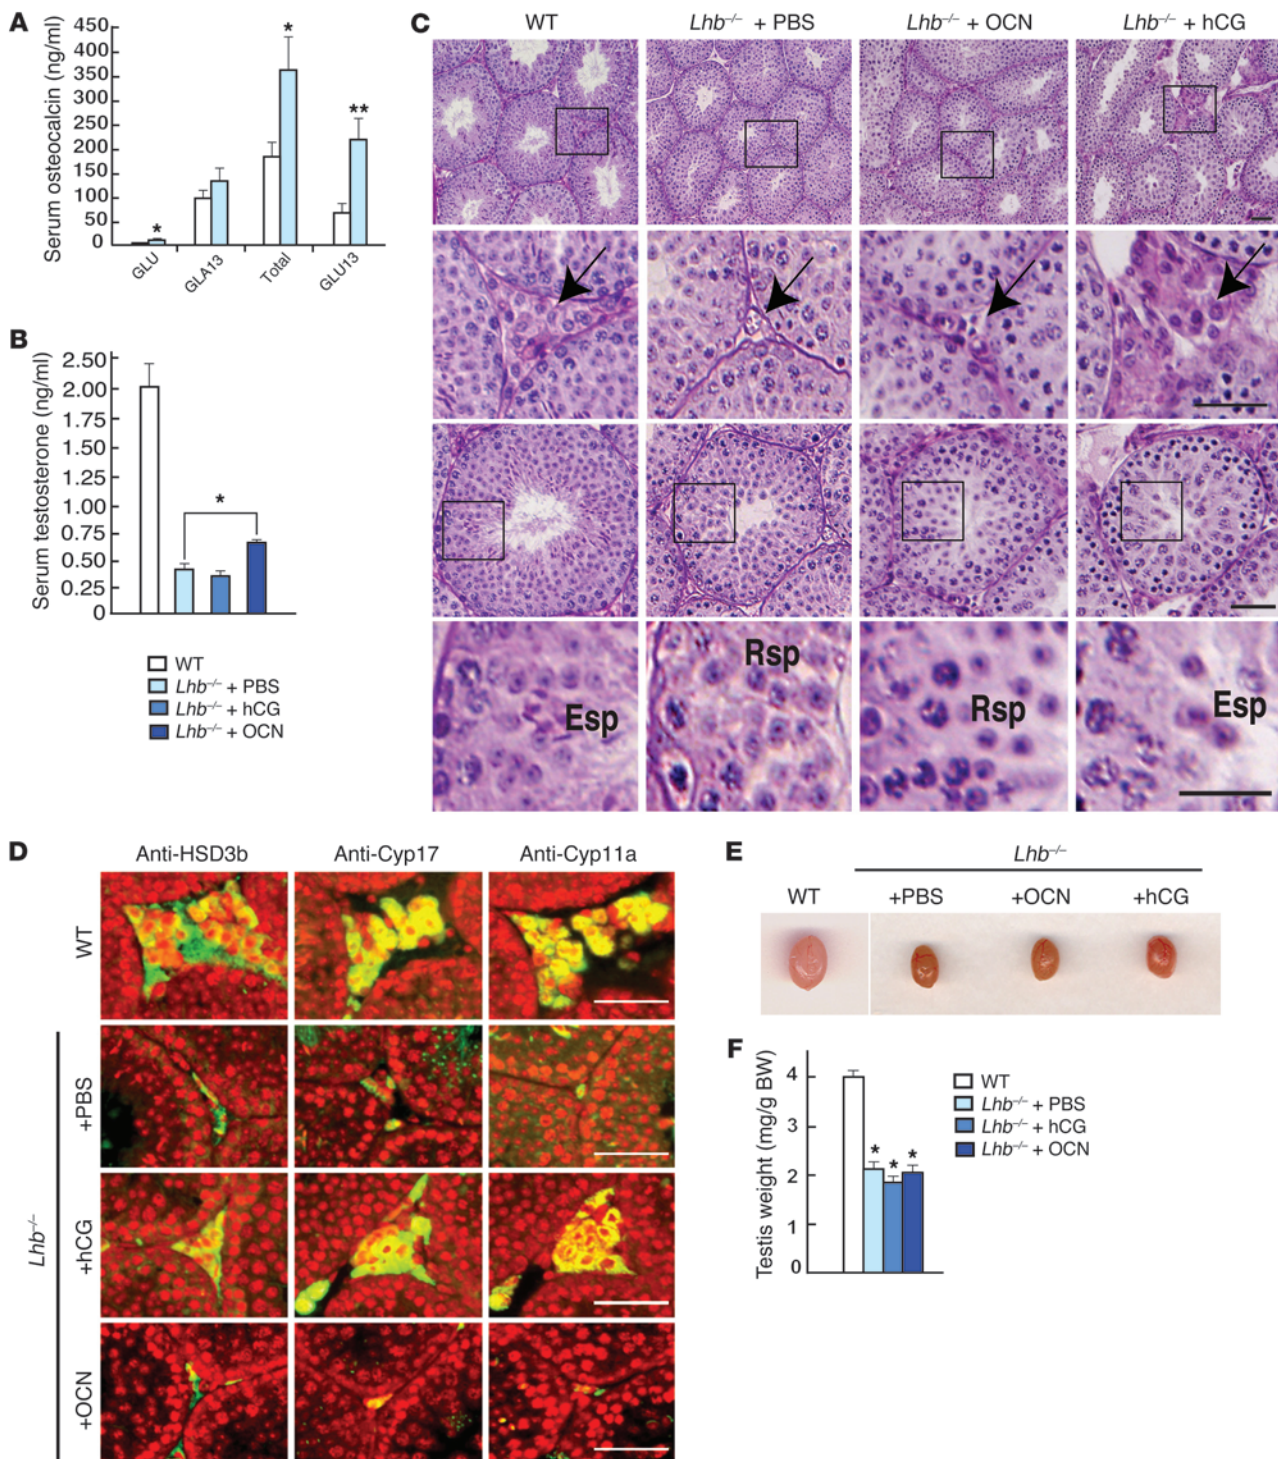 A
Serum osteocalcin (ng/ml)
450
400
350
300
250
200
150
100
50
0
*
*
**
GLU
GLA13
Total
GLU13
B
Serum testosterone (ng/ml)
2.50
2.00
1.75
1.50
1.25
1.00
0.75
0.50
0.25
0
*
WT
Lhb−/− + PBS
Lhb−/− + hCG
Lhb−/− + OCN
C
WT
Lhb−/− + PBS
Lhb−/− + OCN
Lhb−/− + hCG
Esp
Rsp
Rsp
Esp
D
Anti-HSD3b
Anti-Cyp17
Anti-Cyp11a
WT
Lhb−/−
+PBS
+hCG
+OCN
E
Lhb−/−
WT
+PBS
+OCN
+hCG
F
Testis weight (mg/g BW)
4
3
2
4
0
* * *
WT
Lhb−/− + PBS
Lhb−/− + hCG
Lhb−/− + OCN